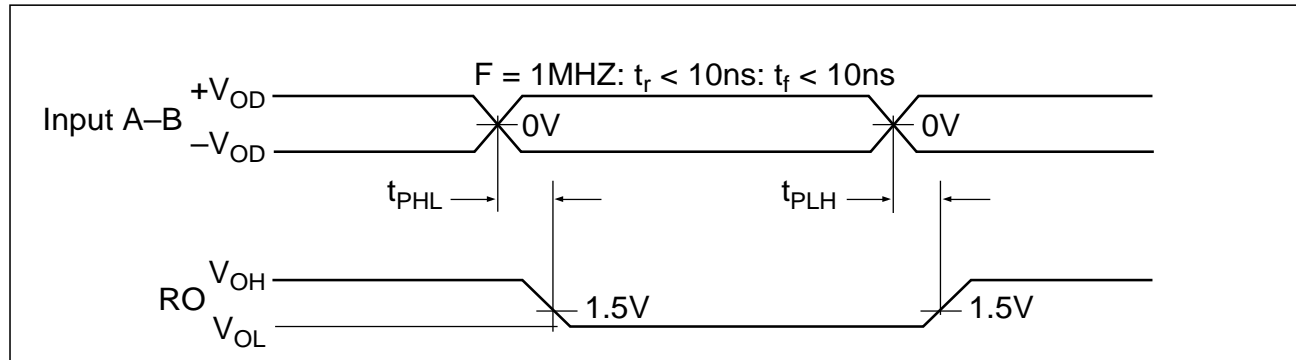 F = 1MHZ: tr < 10ns: tf < 10ns
+VOD
Input A–B
0V
0V
–VOD
tPHL
tPLH
VOH
RO
1.5V
1.5V
VOL